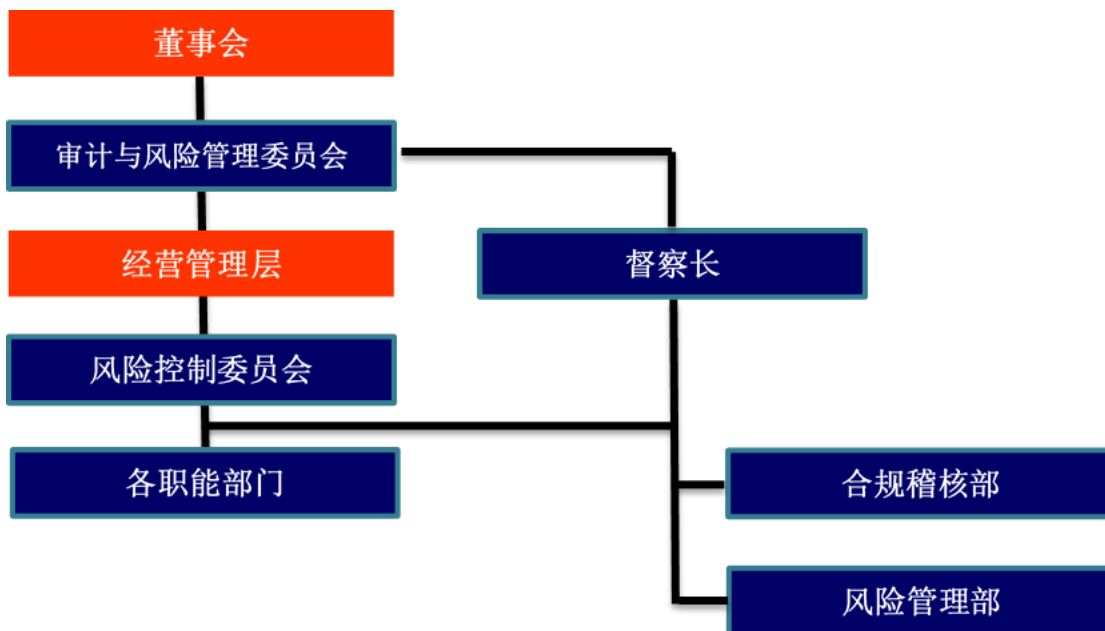 董事会
审计与风险管理委员会
经营管理层
督察长
风险控制委员会
各职能部门
合规稽核部
风险管理部